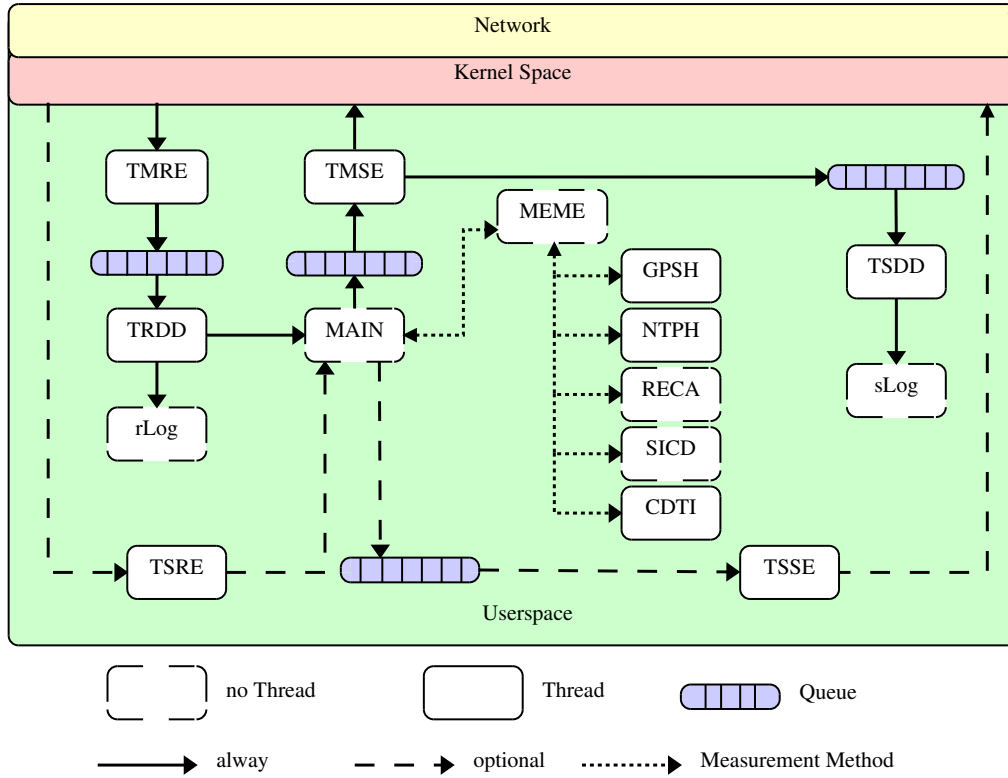 Network
Kernel Space
TMRE
TMSE
MEME
GPSH
TSDD
TRDD
MAIN
NTPH
RECA
sLog
rLog
SICD
CDTI
TSRE
TSSE
Userspace
no Thread
Thread
Queue
alway
optional
Measurement Method